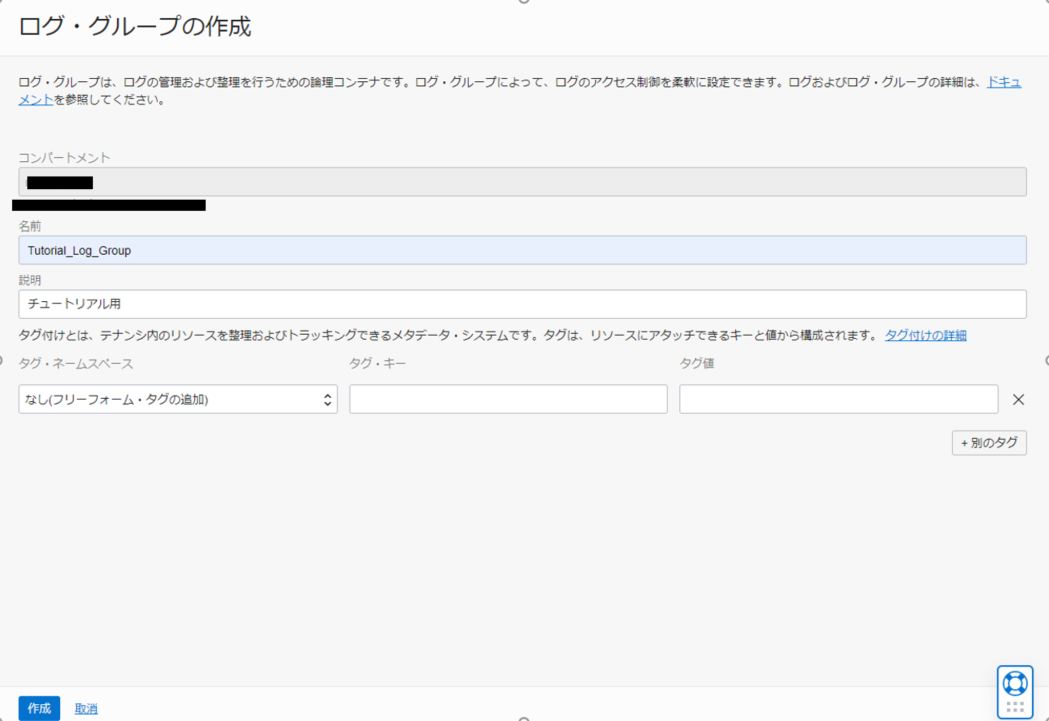 ログ・グループの作成
ログ・グループは、ログの管理および整理を行うための論理コンテナです。ログ・グループによって、ログのアクセス制御を柔軟に設定できます。ログおよびログ・グループの詳細は、ドキュ
メントを参照してください。
コンパートメント
名前
Tutorial_Log_Group
説明
チュートリアル用
タグ付けとは、テナンシ内のリソースを整理およびトラッキングできるメタデータ・システムです。タグは、リソースにアタッチできるキーと値から構成されます。 タグ付けの詳細
タグ・ネームスペース タグ・キー タグ値
なし(フリーフォーム・タグの追加)
+ 別のタグ
作成 取消